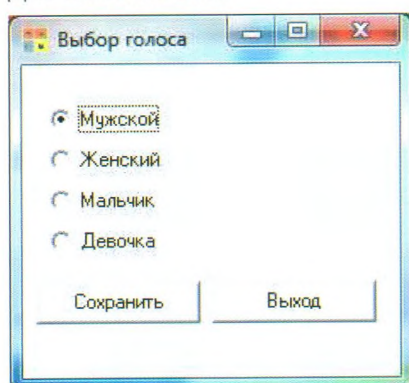 Выбор голоса
Мужской
Женский
Мальчик
Девочка
Сохранить Выход